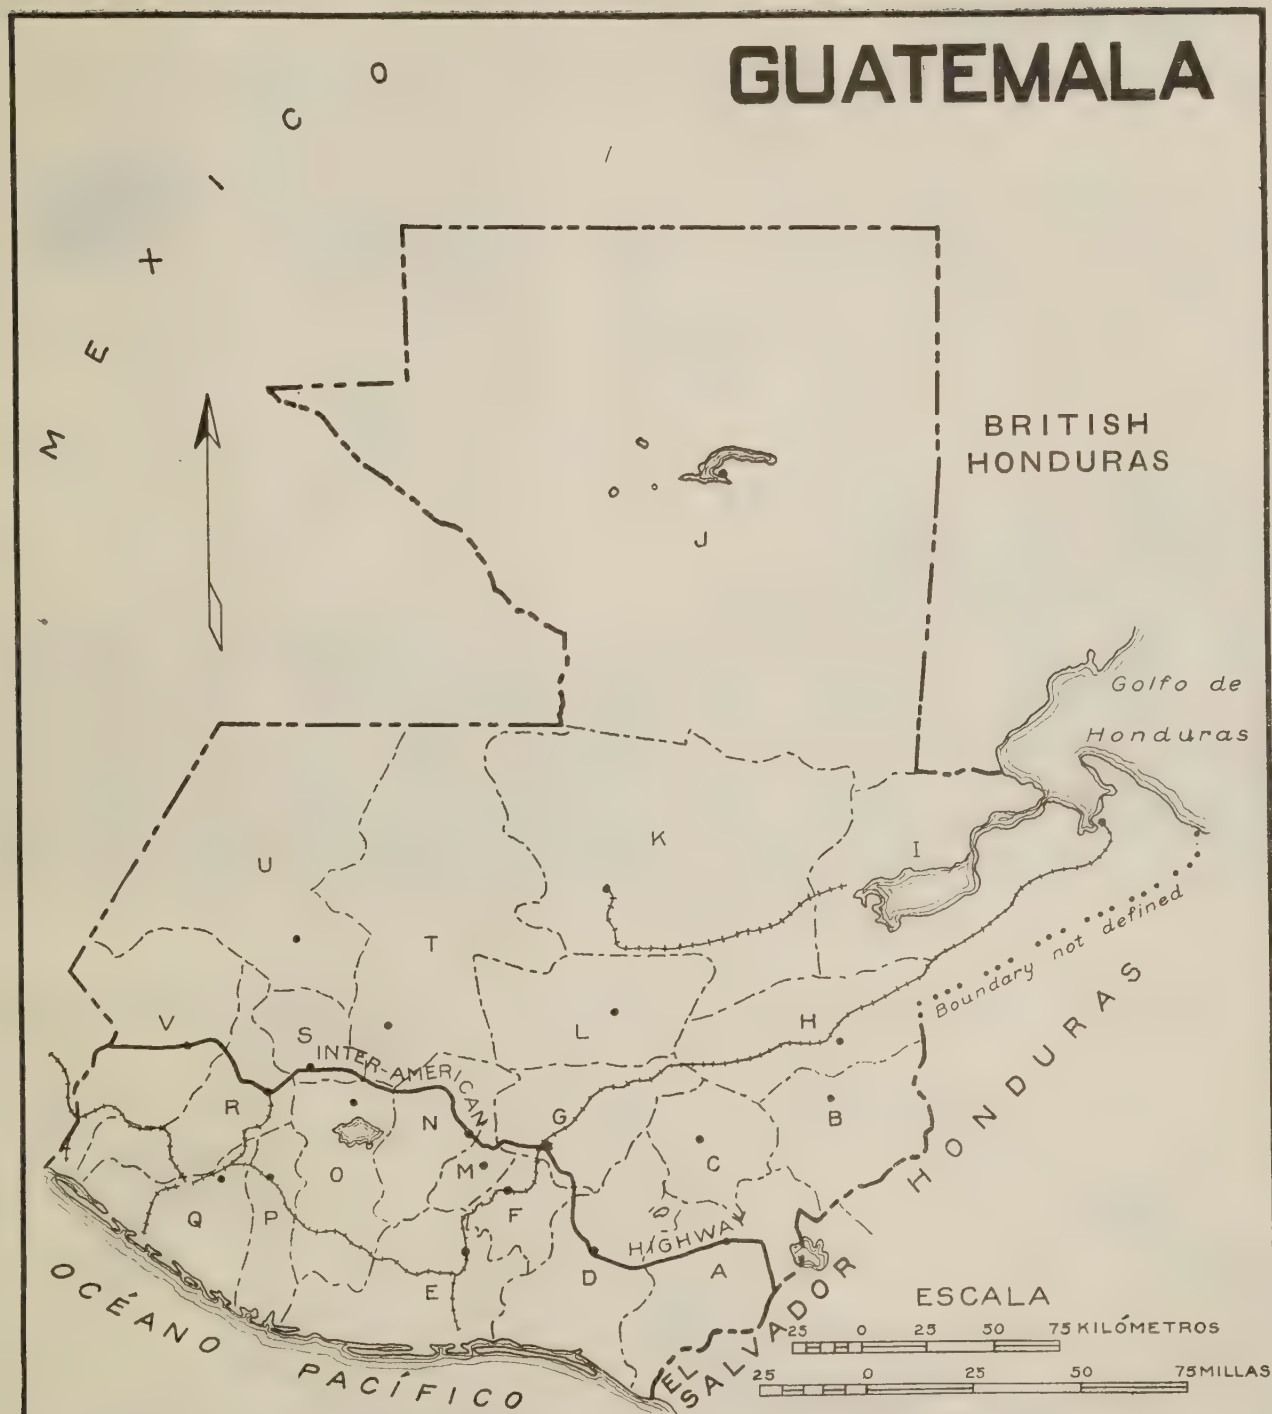 GUATEMALA
MEXICO
BRITISH
HONDURAS
Golfo de
Honduras
J
K
I
U
T
Boundary not defined
HONDURAS
V
S
L
H
INTER-AMERICAN
R
N
G
B
O
M
C
Q
P
F
HIGHWAY
E
D
A
EL
SALVADOR
OCÉANO PACÍFICO
ESCALA
25 0 25 50 75 KILÓMETROS
25 0 50 75 MILLAS